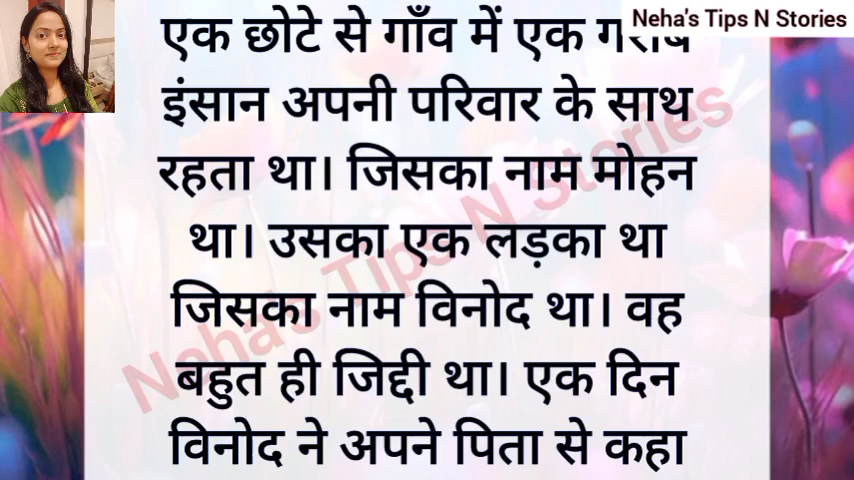 Neha's Tips N Stories
एक छोटे से गाँव में एक
इंसान अपनी परिवार के साथ
रहता था। जिसका नाम मोहन
था। उसका एक लड़का था
जिसका नाम विनोद था। वह
बहुत ही जिद्दी था। एक दिन
विनोद ने अपने पिता से कहा
Neha's Tips N Stories